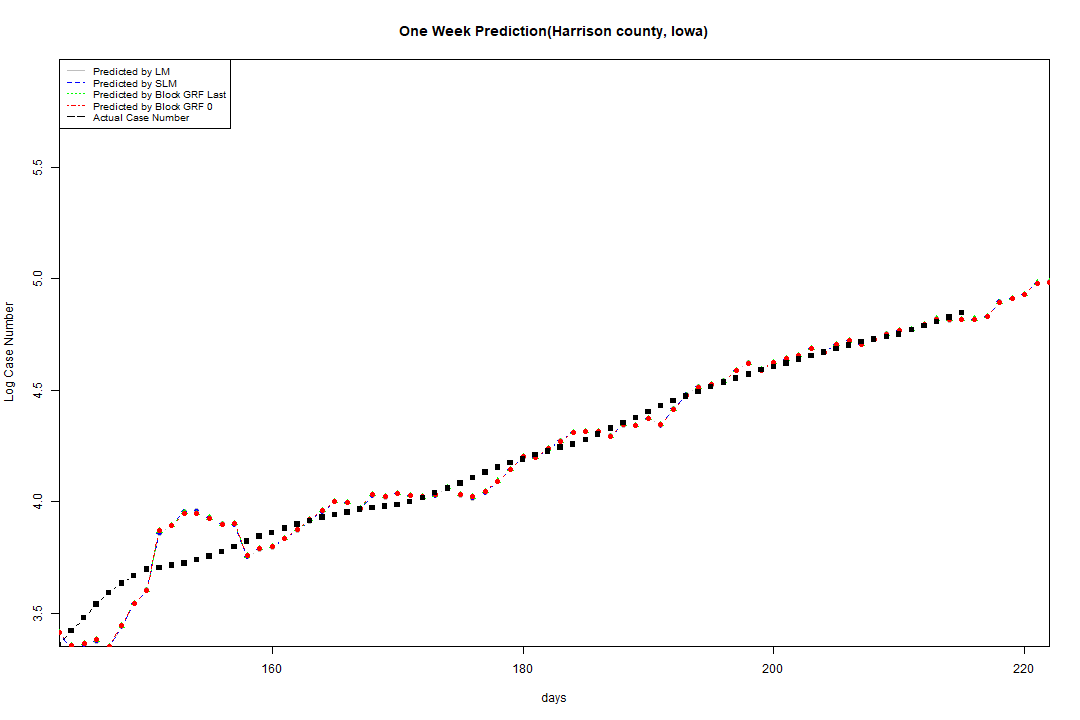 One Week Prediction(Harrison county, Iowa)
Predicted by LM
Predicted by SLM
Predicted by Block GRF Last
Predicted by Block GRF 0
Actual Case Number
Log Case Number
5.5
5.0
4.5
4.0
3.5
160
180
200
220
days